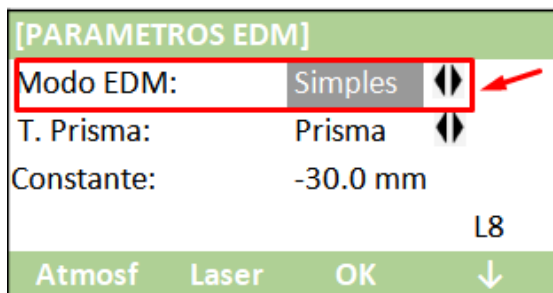 [PARAMETROS EDM]
Modo EDM: Simples
T. Prisma: Prisma
Constante: -30.0 mm
L8
Atmosf Laser OK ↓